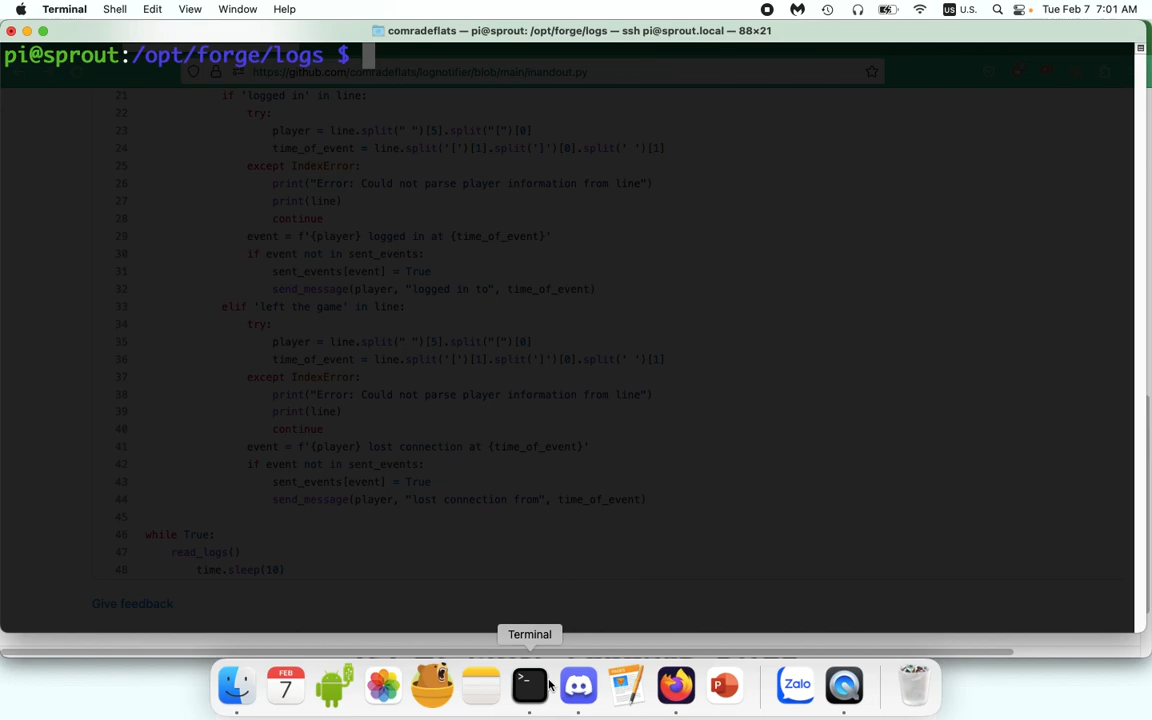 Terminal Shell Edit View Window Help U.S. Tue Feb 7 7:01 AM
comradeflats — pi@sprout: /opt/forge/logs — ssh pi@sprout.local — 88×21
pi@sprout:/opt/forge/logs $
https://github.com/comradeflats/lognotifier/blob/main/inandout.py
21 if 'logged in' in line:
22 try:
23 player = line.split(" ")[5].split("[")[0]
24 time_of_event = line.split('[')[1].split(']')[0].split(' ')[1]
25 except IndexError:
26 print("Error: Could not parse player information from line")
27 print(line)
28 continue
29 event = f'{player} logged in at {time_of_event}'
30 if event not in sent_events:
31 sent_events[event] = True
32 send_message(player, "logged in to", time_of_event)
33 elif 'left the game' in line:
34 try:
35 player = line.split(" ")[5].split("[")[0]
36 time_of_event = line.split('[')[1].split(']')[0].split(' ')[1]
37 except IndexError:
38 print("Error: Could not parse player information from line")
39 print(line)
40 continue
41 event = f'{player} lost connection at {time_of_event}'
42 if event not in sent_events:
43 sent_events[event] = True
44 send_message(player, "lost connection from", time_of_event)
45
46 while True:
47 read_logs()
48 time.sleep(10)
Give feedback
Terminal
FEB
7
>_
Zalo